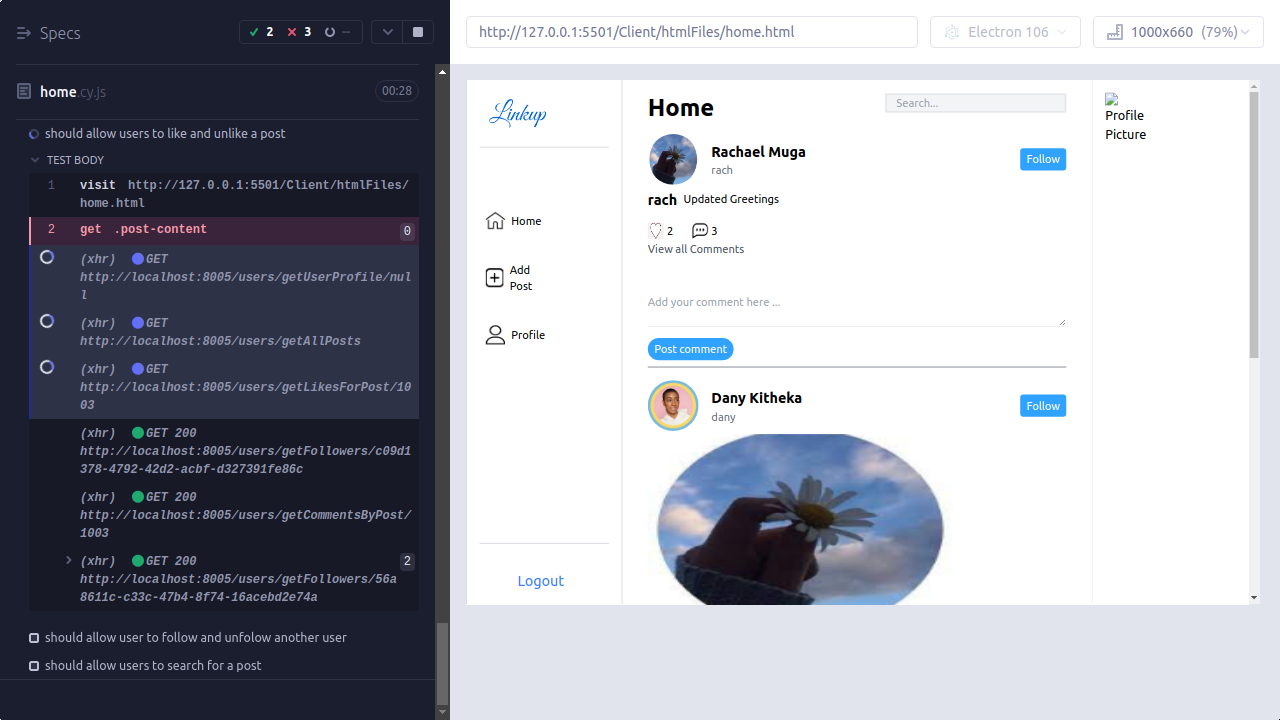 Specs
2
3
--
home.cy.js
00:28
should allow users to like and unlike a post
TEST BODY
1 visit http://127.0.0.1:5501/Client/htmlFiles/
home.html
2 get .post-content 0
(xhr) GET
http://localhost:8005/users/getUserProfile/nul
l
(xhr) GET
http://localhost:8005/users/getAllPosts
(xhr) GET
http://localhost:8005/users/getLikesForPost/10
03
(xhr) GET 200
http://localhost:8005/users/getFollowers/c09d1
378-4792-42d2-acbf-d327391fe86c
(xhr) GET 200
http://localhost:8005/users/getCommentsByPost/
1003
(xhr) GET 200 2
http://localhost:8005/users/getFollowers/56a
8611c-c33c-47b4-8f74-16acebd2e74a
should allow user to follow and unfolow another user
should allow users to search for a post
http://127.0.0.1:5501/Client/htmlFiles/home.html
Electron 106
1000x660 (79%)
Linkup
Home
Add
Post
Profile
Logout
Home
Search...
Rachael Muga
rach
Follow
rach Updated Greetings
2 3
View all Comments
Add your comment here ...
Post comment
Dany Kitheka
dany
Follow
Profile
Picture